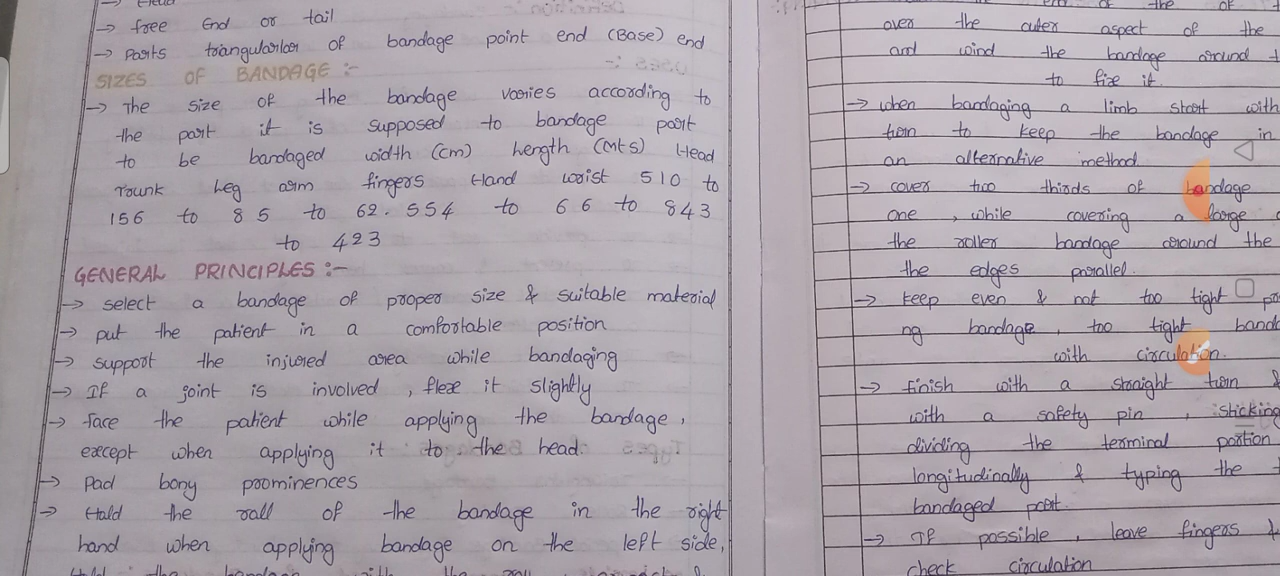 → free End or tail
→ Parts triangularlar of bandage point end (Base) end
SIZES OF BANDAGE :-
→ The size of the bandage varies according to
the part it is supposed to bandage part
to be bandaged width (cm) Length (mts) Head
Trunk Leg arm fingers Hand wrist 5 10 to
15 6 to 8 5 to 6 2. 5 5 4 to 6 6 to 8 4 3
to 4 2 3
GENERAL PRINCIPLES :-
→ select a bandage of proper size & suitable material
→ put the patient in a comfortable position
→ support the injured area while bandaging
→ If a joint is involved , flex it slightly
→ face the patient while applying the bandage ,
except when applying it to the head.
→ Pad bony prominences
→ Hold the roll of the bandage in the right
hand when applying bandage on the left side,
over the outer aspect of the
and wind the bandage around
to fix it.
→ when bandaging a limb start with
turn to keep the bandage in
an alternative method
→ cover two thirds of bandage
one , while covering a large
the roller bandage around the
the edges parallel.
→ keep even & not too tight
ng bandage , too tight band
with circulation.
→ finish with a straight turn &
with a safety pin , sticking
dividing the terminal portion
longitudinally & typing the
bandaged part.
→ If possible , leave fingers &
check circulation